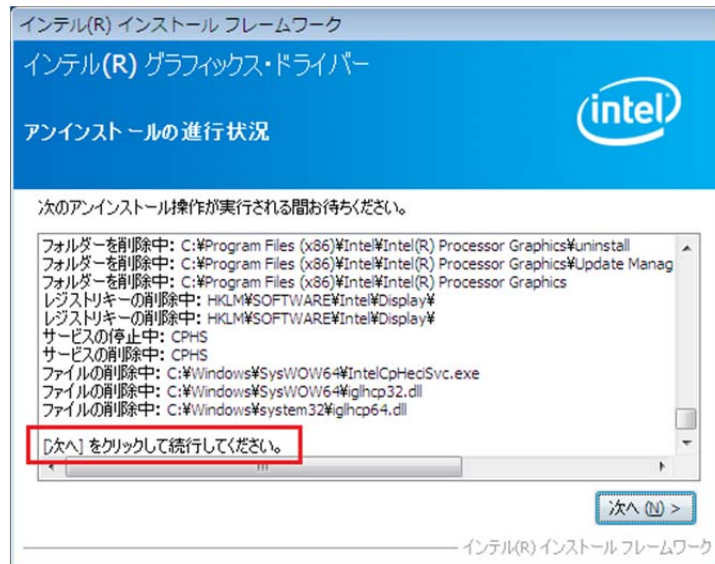 インテル(R) インストール フレームワーク
インテル(R) グラフィックス・ドライバー
intel
アンインストールの進行状況
次のアンインストール操作が実行される間お待ちください。
フォルダーを削除中: C:¥Program Files (x86)¥Intel¥Intel(R) Processor Graphics¥uninstall
フォルダーを削除中: C:¥Program Files (x86)¥Intel¥Intel(R) Processor Graphics¥Update Manag
フォルダーを削除中: C:¥Program Files (x86)¥Intel¥Intel(R) Processor Graphics
レジストリキーの削除中: HKLM¥SOFTWARE¥Intel¥Display¥
レジストリキーの削除中: HKLM¥SOFTWARE¥Intel¥Display¥
サービスの停止中: CPHS
サービスの削除中: CPHS
ファイルの削除中: C:¥Windows¥SysWOW64¥IntelCpHeciSvc.exe
ファイルの削除中: C:¥Windows¥SysWOW64¥iglhcp32.dll
ファイルの削除中: C:¥Windows¥system32¥iglhcp64.dll
[次へ] をクリックして続行してください。
次へ (N) >
インテル(R) インストール フレームワーク